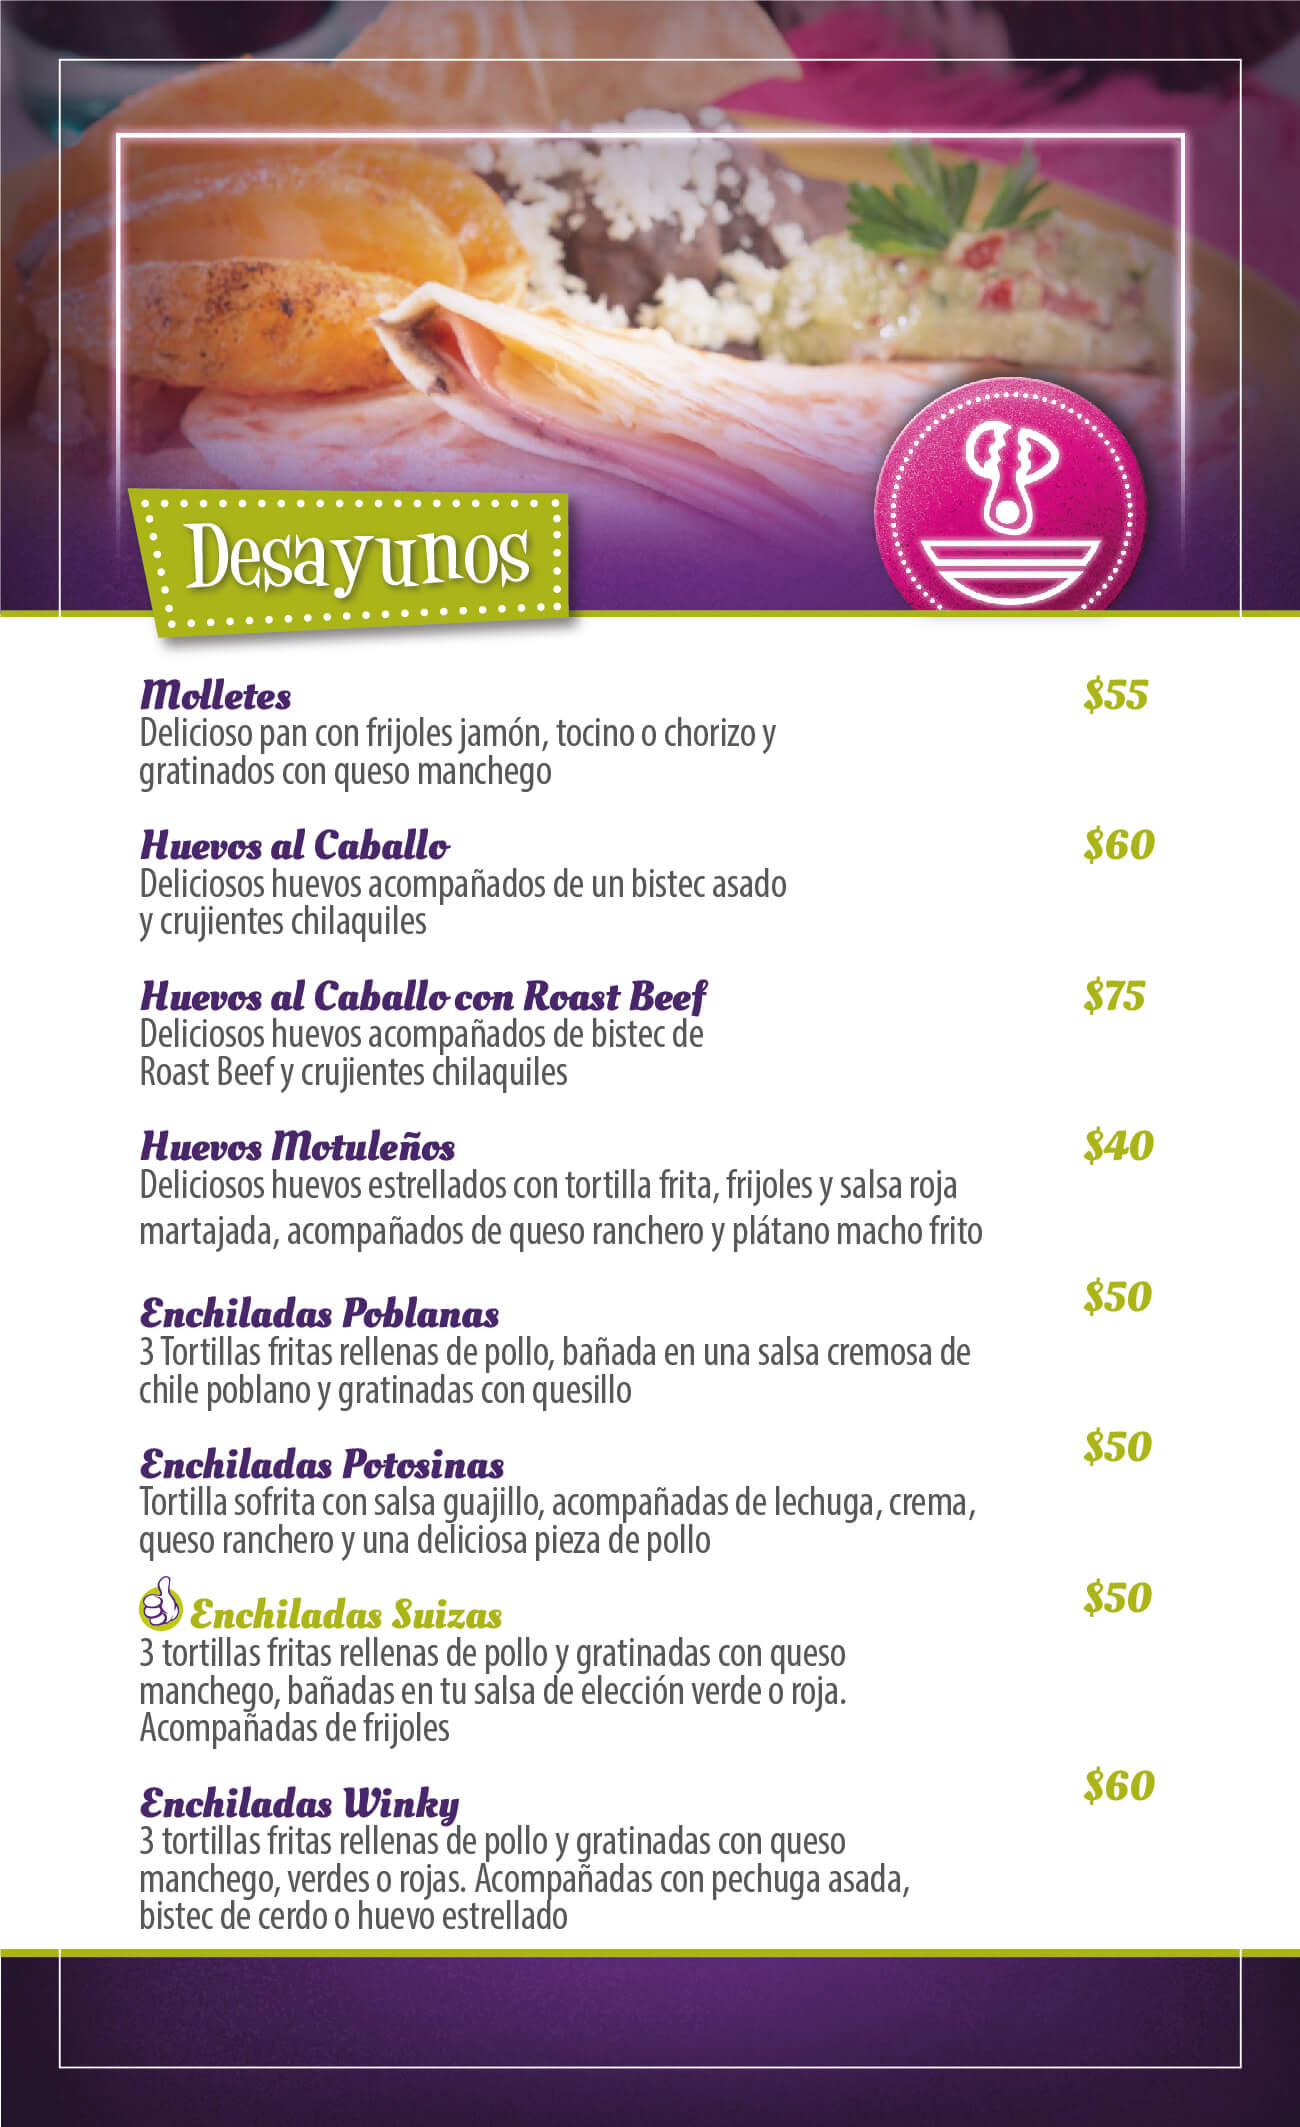 Desayunos
Molletes $55
Delicioso pan con frijoles jamón, tocino o chorizo y
gratinados con queso manchego
Huevos al Caballo $60
Deliciosos huevos acompañados de un bistec asado
y crujientes chilaquiles
Huevos al Caballo con Roast Beef $75
Deliciosos huevos acompañados de bistec de
Roast Beef y crujientes chilaquiles
Huevos Motuleños $40
Deliciosos huevos estrellados con tortilla frita, frijoles y salsa roja
martajada, acompañados de queso ranchero y plátano macho frito
Enchiladas Poblanas $50
3 Tortillas fritas rellenas de pollo, bañada en una salsa cremosa de
chile poblano y gratinadas con quesillo
Enchiladas Potosinas $50
Tortilla sofrita con salsa guajillo, acompañadas de lechuga, crema,
queso ranchero y una deliciosa pieza de pollo
Enchiladas Suizas $50
3 tortillas fritas rellenas de pollo y gratinadas con queso
manchego, bañadas en tu salsa de elección verde o roja.
Acompañadas de frijoles
Enchiladas Winky $60
3 tortillas fritas rellenas de pollo y gratinadas con queso
manchego, verdes o rojas. Acompañadas con pechuga asada,
bistec de cerdo o huevo estrellado